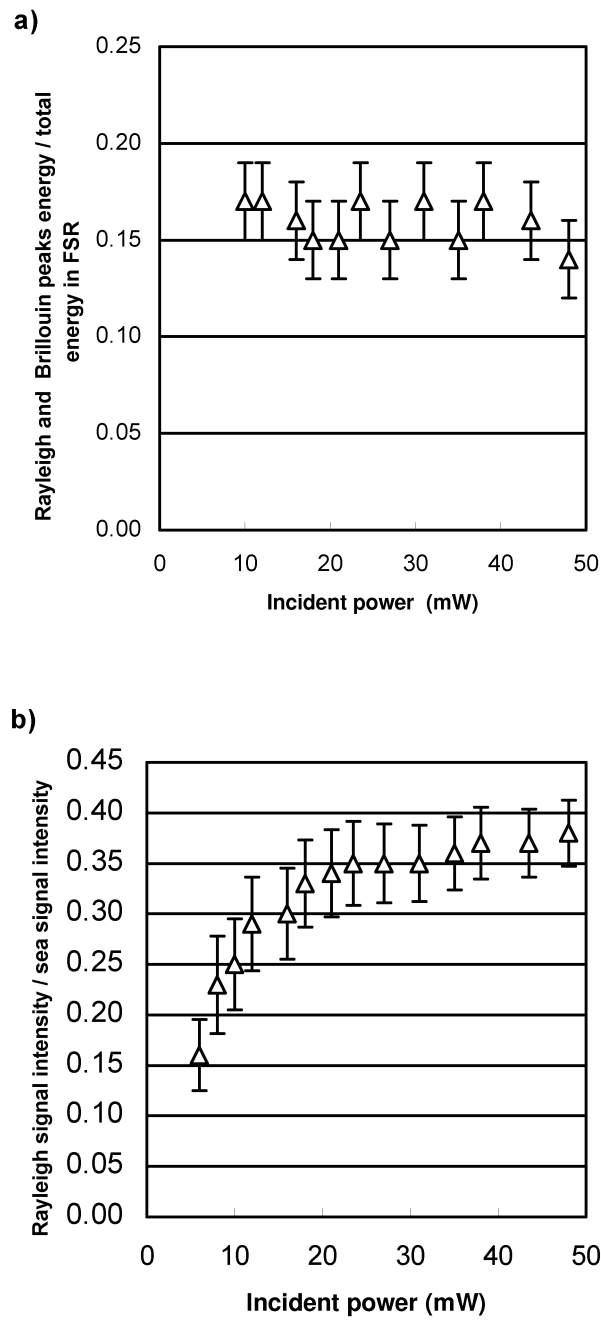 a)
0.25
0.20
0.15
0.10
0.05
0.00
Rayleigh and Brillouin peaks energy / total
energy in FSR
0 10 20 30 40 50
Incident power (mW)
b)
0.45
0.40
0.35
0.30
0.25
0.20
0.15
0.10
0.05
0.00
Rayleigh signal intensity / sea signal intensity
0 10 20 30 40 50
Incident power (mW)